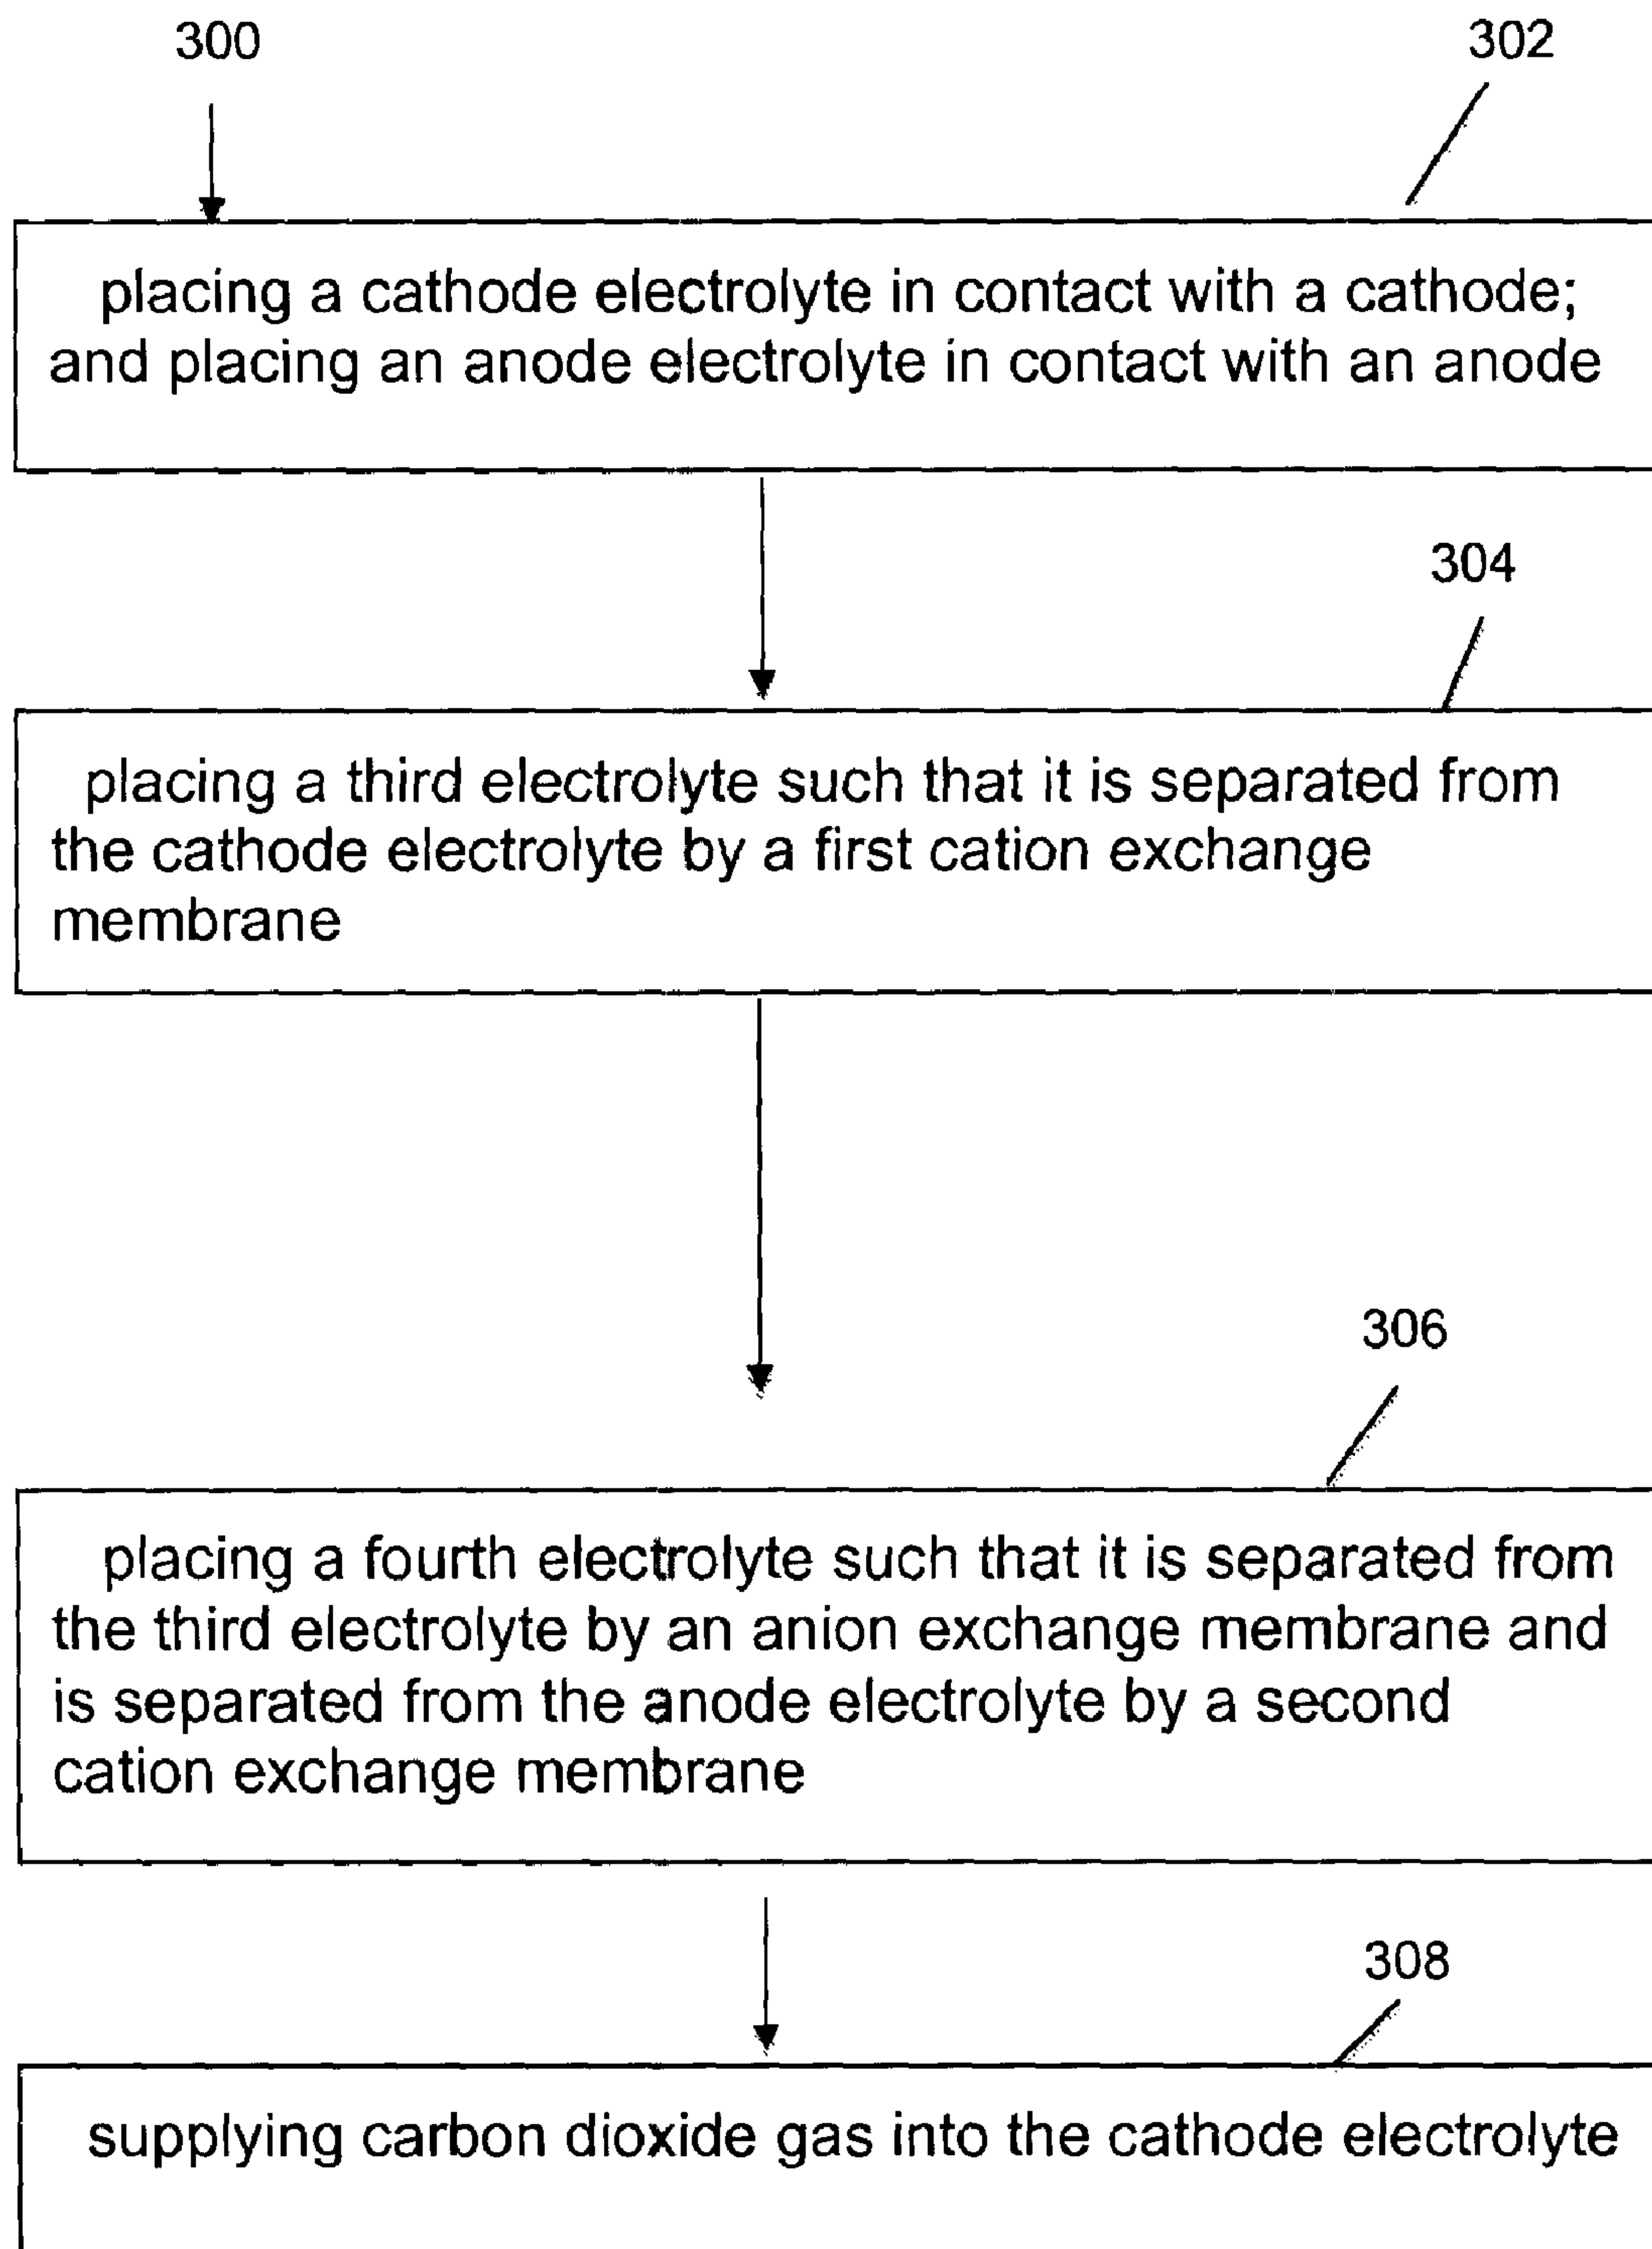 300
302
placing a cathode electrolyte in contact with a cathode;
and placing an anode electrolyte in contact with an anode
304
placing a third electrolyte such that it is separated from
the cathode electrolyte by a first cation exchange
membrane
306
placing a fourth electrolyte such that it is separated from
the third electrolyte by an anion exchange membrane and
is separated from the anode electrolyte by a second
cation exchange membrane
308
supplying carbon dioxide gas into the cathode electrolyte